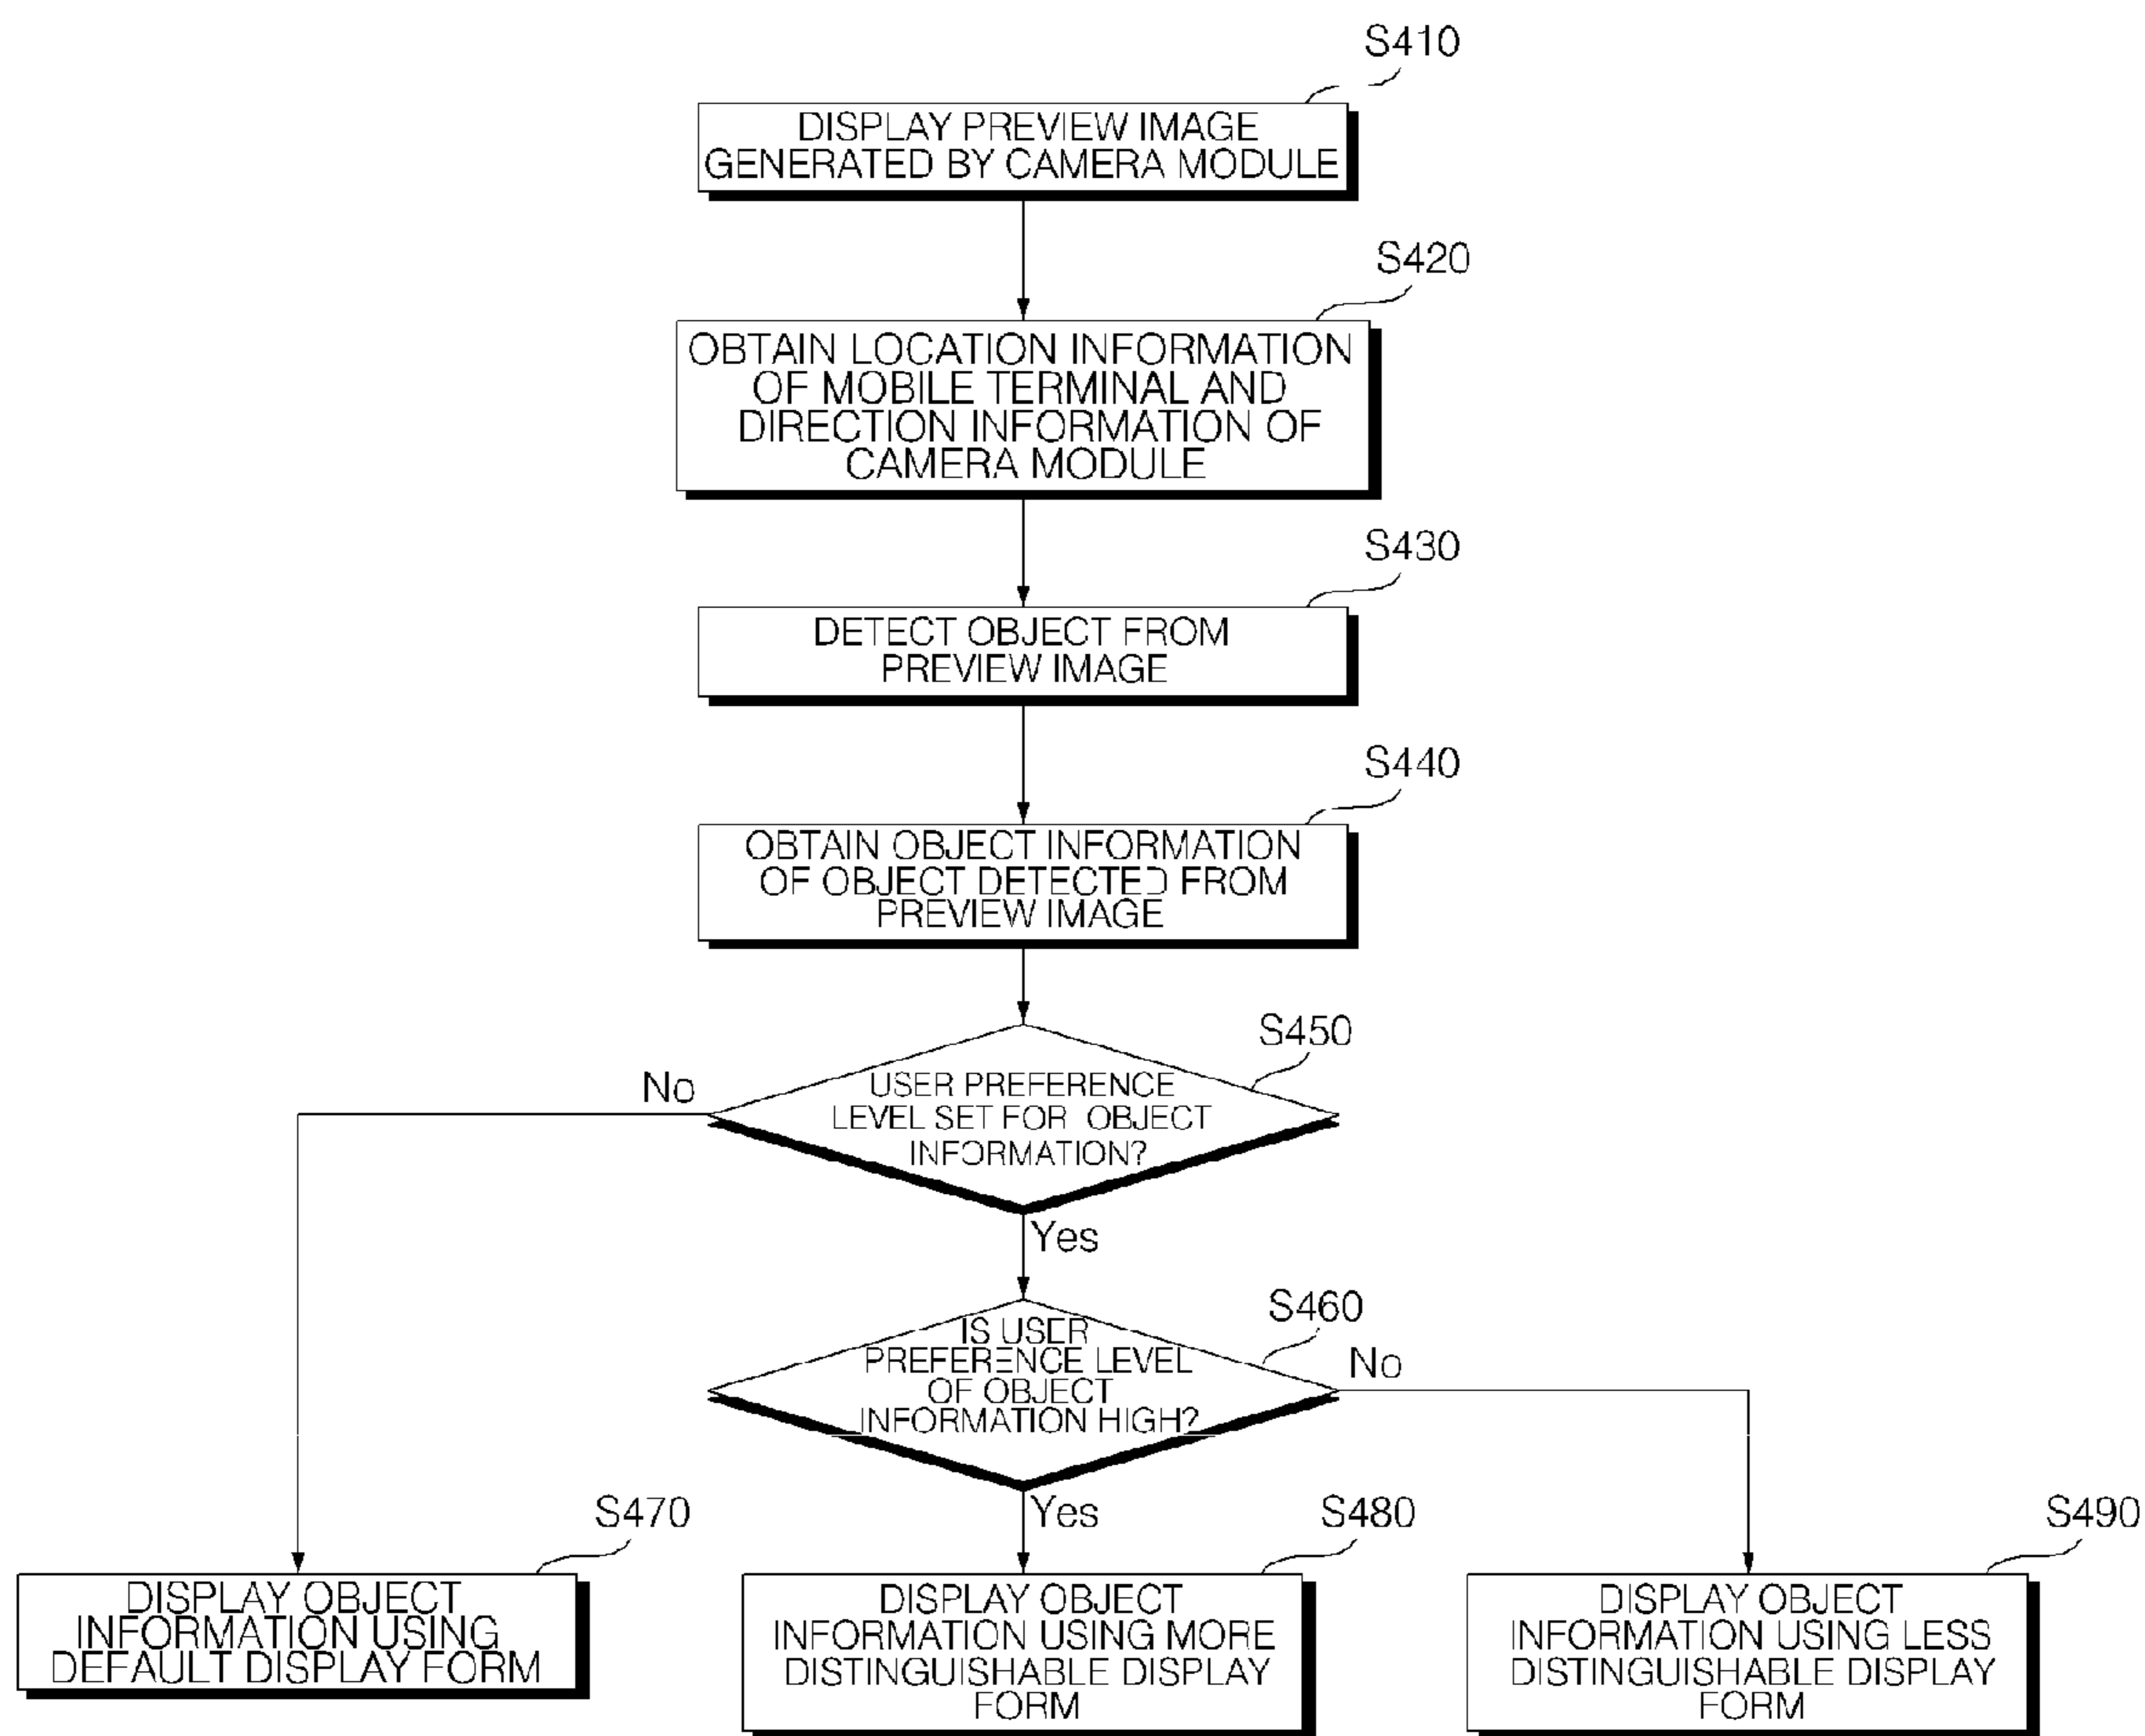 S410
DISPLAY PREVIEW IMAGE
GENERATED BY CAMERA MODULE
S420
OBTAIN LOCATION INFORMATION
OF MOBILE TERMINAL AND
DIRECTION INFORMATION OF
CAMERA MODULE
S430
DETECT OBJECT FROM
PREVIEW IMAGE
S440
OBTAIN OBJECT INFORMATION
OF OBJECT DETECTED FROM
PREVIEW IMAGE
S450
No
USER PREFERENCE
LEVEL SET FOR OBJECT
INFORMATION?
Yes
S460
IS USER
PREFERENCE LEVEL
OF OBJECT
INFORMATION HIGH?
No
Yes
S470
DISPLAY OBJECT
INFORMATION USING
DEFAULT DISPLAY FORM
S480
DISPLAY OBJECT
INFORMATION USING MORE
DISTINGUISHABLE DISPLAY
FORM
S490
DISPLAY OBJECT
INFORMATION USING LESS
DISTINGUISHABLE DISPLAY
FORM